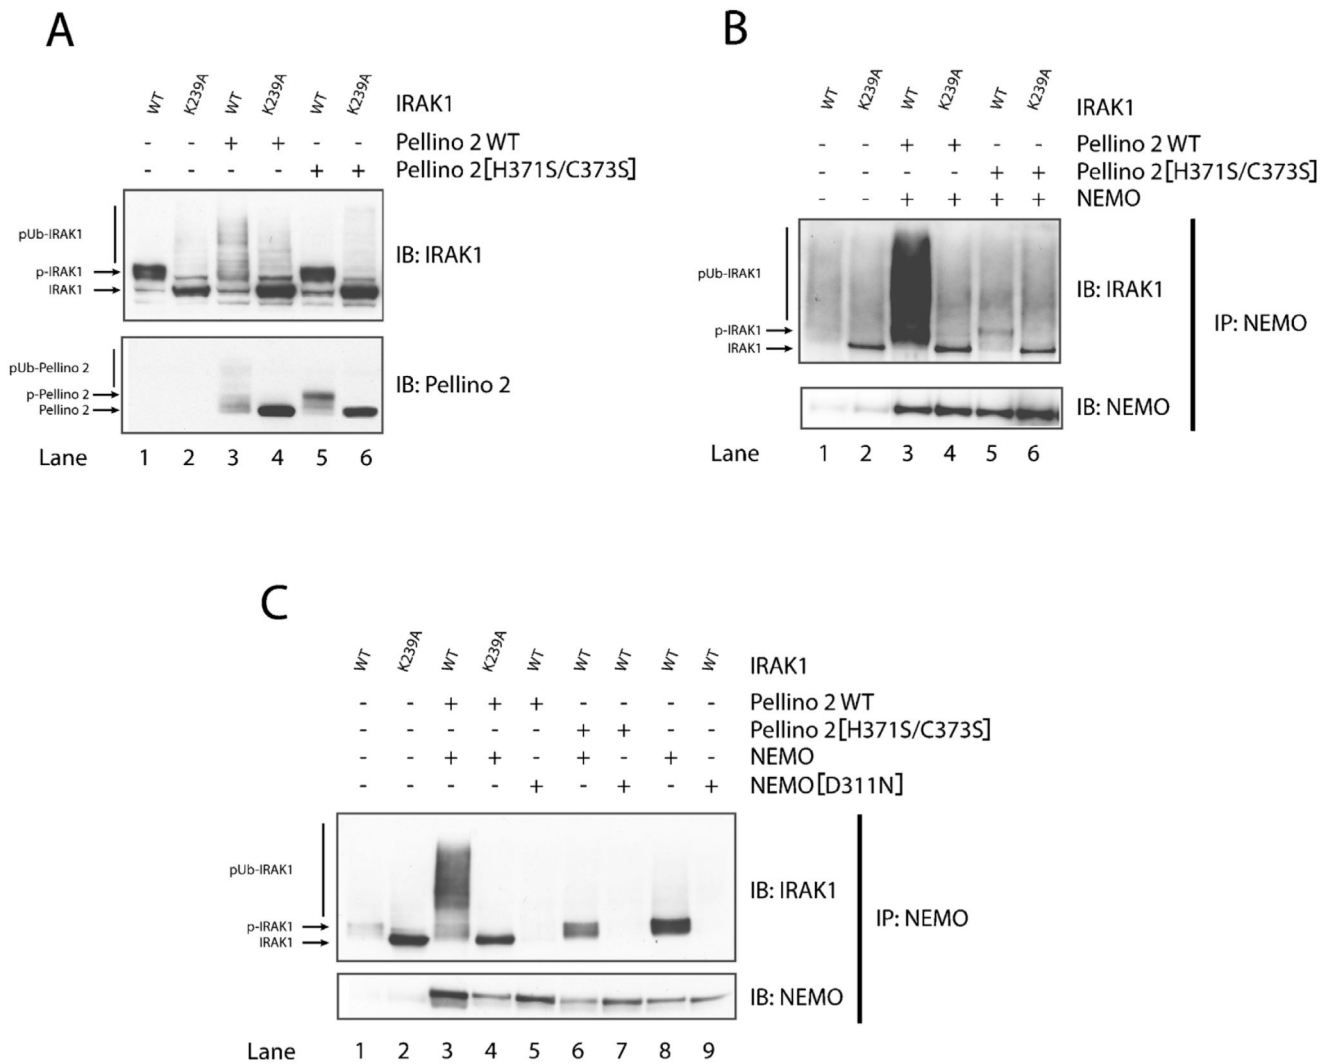 A
WT K239A WT K239A WT K239A IRAK1
- - + + - - Pellino 2 WT
- - - - + + Pellino 2[H371S/C373S]
pUb-IRAK1
p-IRAK1
IRAK1
IB: IRAK1
pUb-Pellino 2
p-Pellino 2
Pellino 2
IB: Pellino 2
Lane 1 2 3 4 5 6
B
WT K239A WT K239A WT K239A IRAK1
- - + + - - Pellino 2 WT
- - - - + + Pellino 2[H371S/C373S]
- - + + + + NEMO
pUb-IRAK1
p-IRAK1
IRAK1
IB: IRAK1
IB: NEMO
IP: NEMO
Lane 1 2 3 4 5 6
C
WT K239A WT K239A WT WT WT WT WT IRAK1
- - + + + - - - - Pellino 2 WT
- - - - - + + - - Pellino 2[H371S/C373S]
- - + + - + - + - NEMO
- - - - + - + - + NEMO[D311N]
pUb-IRAK1
p-IRAK1
IRAK1
IB: IRAK1
IB: NEMO
IP: NEMO
Lane 1 2 3 4 5 6 7 8 9